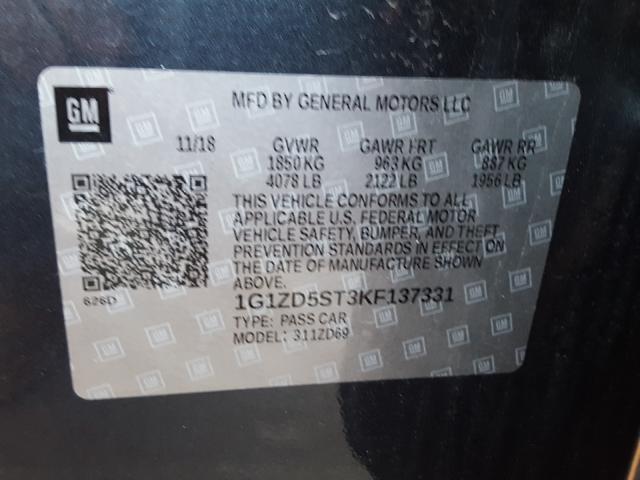 GM
MFD BY GENERAL MOTORS LLC
11/18 GVWR GAWR FRT GAWR RR
1850 KG 963 KG 887 KG
4078 LB 2122 LB 1956 LB
THIS VEHICLE CONFORMS TO ALL
APPLICABLE U.S. FEDERAL MOTOR
VEHICLE SAFETY, BUMPER, AND THEFT
PREVENTION STANDARDS IN EFFECT ON
THE DATE OF MANUFACTURE SHOWN
ABOVE.
626D
1G1ZD5ST3KF137331
TYPE: PASS CAR
MODEL: 311ZD69